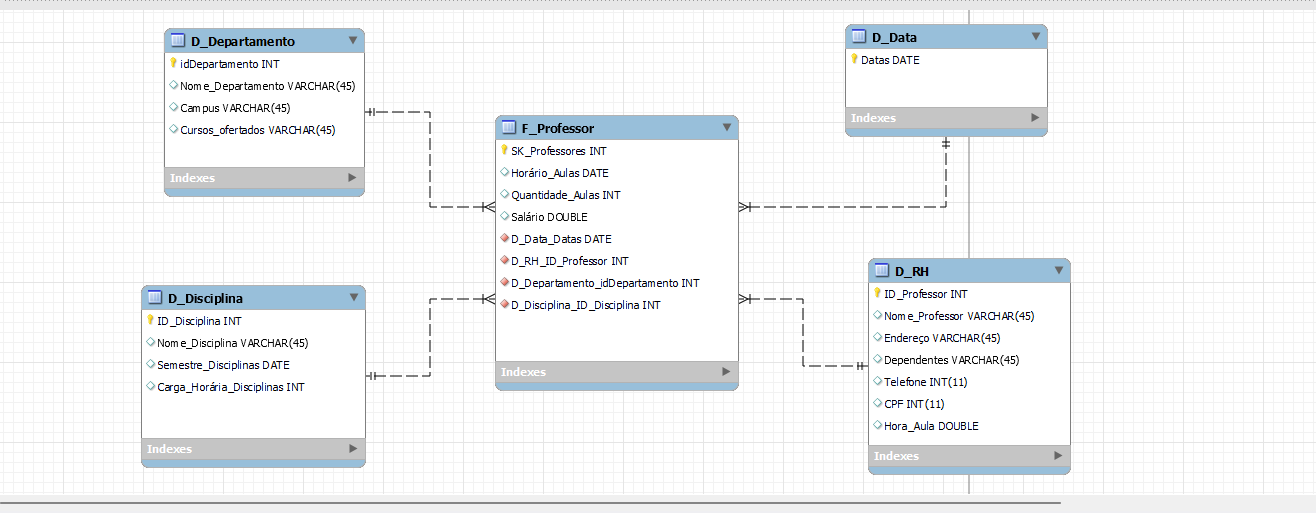 D_Departamento
idDepartamento INT
Nome_Departamento VARCHAR(45)
Campus VARCHAR(45)
Cursos_ofertados VARCHAR(45)
Indexes
D_Data
Datas DATE
Indexes
F_Professor
SK_Professores INT
Horário_Aulas DATE
Quantidade_Aulas INT
Salário DOUBLE
D_Data_Datas DATE
D_RH_ID_Professor INT
D_Departamento_idDepartamento INT
D_Disciplina_ID_Disciplina INT
Indexes
D_Disciplina
ID_Disciplina INT
Nome_Disciplina VARCHAR(45)
Semestre_Disciplinas DATE
Carga_Horária_Disciplinas INT
Indexes
D_RH
ID_Professor INT
Nome_Professor VARCHAR(45)
Endereço VARCHAR(45)
Dependentes VARCHAR(45)
Telefone INT(11)
CPF INT(11)
Hora_Aula DOUBLE
Indexes